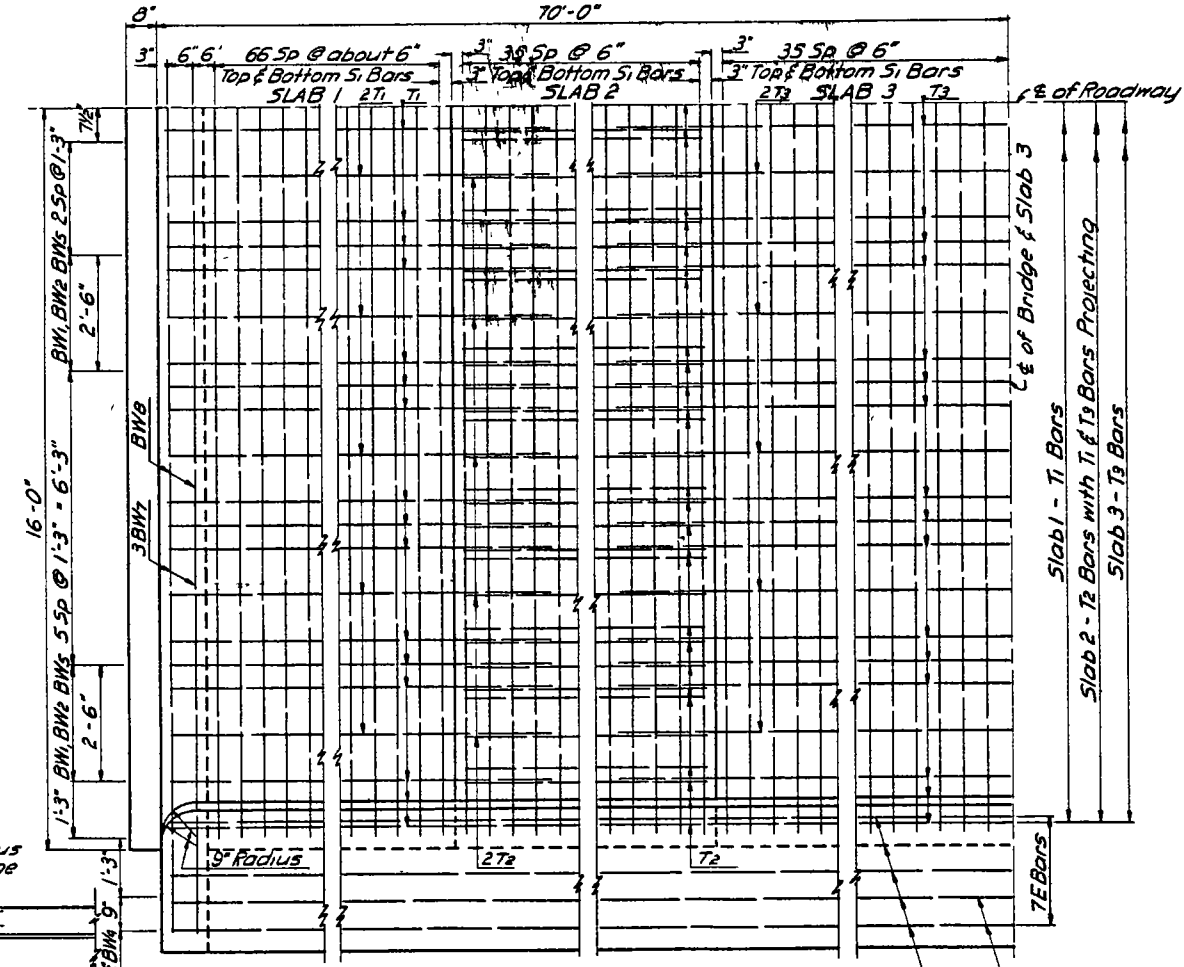 8" 70'-0"
3" 6" 6" 66 Sp @ about 6" 3" 35 Sp @ 6" 3" 35 Sp @ 6"
Top & Bottom S1 Bars 3" Top & Bottom S1 Bars 3" Top & Bottom S1 Bars
SLAB 1 2T1 T1 SLAB 2 2T3 SLAB 3 T3
℄ of Roadway
7½"
BW1, BW2 BW5 2 Sp @ 1'-3"
2'-6"
℄ of Bridge & Slab 3
BW8
16'-0"
3BW7
5 Sp @ 1'-3" = 6'-3"
1'-3" BW1, BW2 BW5
2'-6"
Slab 1 - T1 Bars
Slab 2 - T2 Bars with T1 & T3 Bars Projecting
Slab 3 - T3 Bars
9" Radius 2T2 T2
1'-3"
9"
BW4
7E Bars